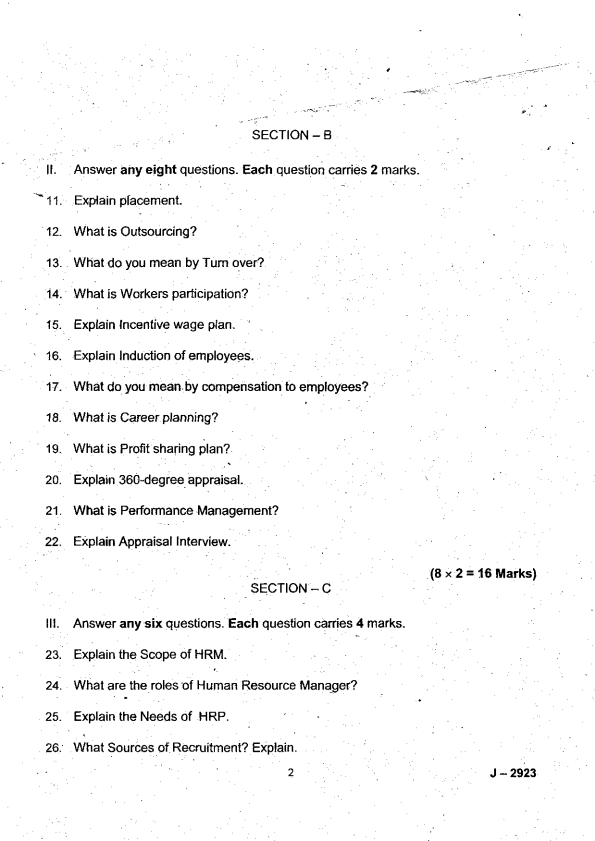 SECTION – B
II. Answer any eight questions. Each question carries 2 marks.
11. Explain placement.
12. What is Outsourcing?
13. What do you mean by Turn over?
14. What is Workers participation?
15. Explain Incentive wage plan.
16. Explain Induction of employees.
17. What do you mean by compensation to employees?
18. What is Career planning?
19. What is Profit sharing plan?
20. Explain 360-degree appraisal.
21. What is Performance Management?
22. Explain Appraisal Interview.
(8 × 2 = 16 Marks)
SECTION – C
III. Answer any six questions. Each question carries 4 marks.
23. Explain the Scope of HRM.
24. What are the roles of Human Resource Manager?
25. Explain the Needs of HRP.
26. What Sources of Recruitment? Explain.
2 J – 2923